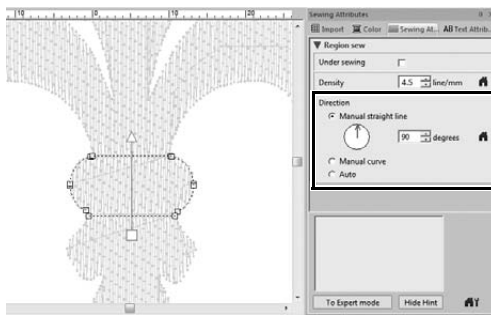 10 0 10 20
Sewing Attributes
Import Color Sewing At... AB Text Attrib...
▼ Region sew
Under sewing
Density 4.5 line/mm
Direction
Manual straight line
90 degrees
Manual curve
Auto
To Expert mode Hide Hint